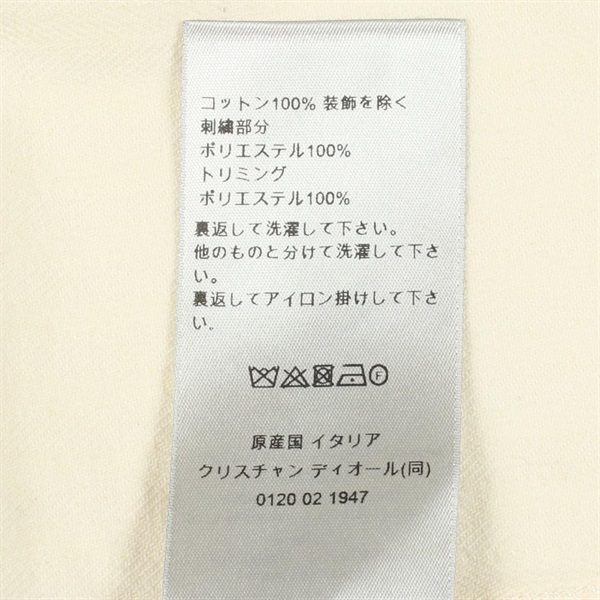 コットン100% 装飾を除く
刺繍部分
ポリエステル100%
トリミング
ポリエステル100%
裏返して洗濯して下さい。
他のものと分けて洗濯して下さ
い。
裏返してアイロン掛けして下さ
い。
F
原産国 イタリア
クリスチャン ディオール(同)
0120 02 1947